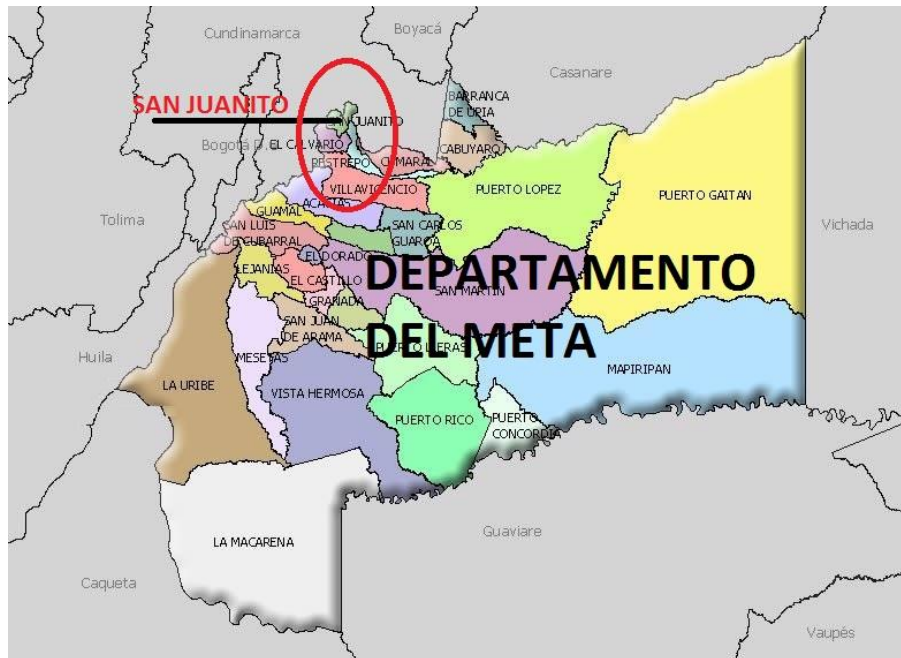 Cundinamarca
Boyacá
Casanare
SAN JUANITO
BARRANCA
DE UPIA
SAN JUANITO
Bogotá D.C.
EL CALVARIO
CABUYARO
RESTREPO
CUMARAL
VILLAVICENCIO
PUERTO LOPEZ
PUERTO GAITAN
ACACIAS
GUAMAL
Tolima
SAN LUIS
DE CUBARRAL
SAN CARLOS
GUAROA
Vichada
EL DORADO
LEJANIAS
EL CASTILLO
DEPARTAMENTO
DEL META
SAN MARTIN
GRANADA
SAN JUAN
DE ARAMA
PUERTO LLERAS
Huila
MESETAS
MAPIRIPAN
LA URIBE
VISTA HERMOSA
PUERTO RICO
PUERTO
CONCORDIA
Guaviare
LA MACARENA
Caqueta
Vaupés